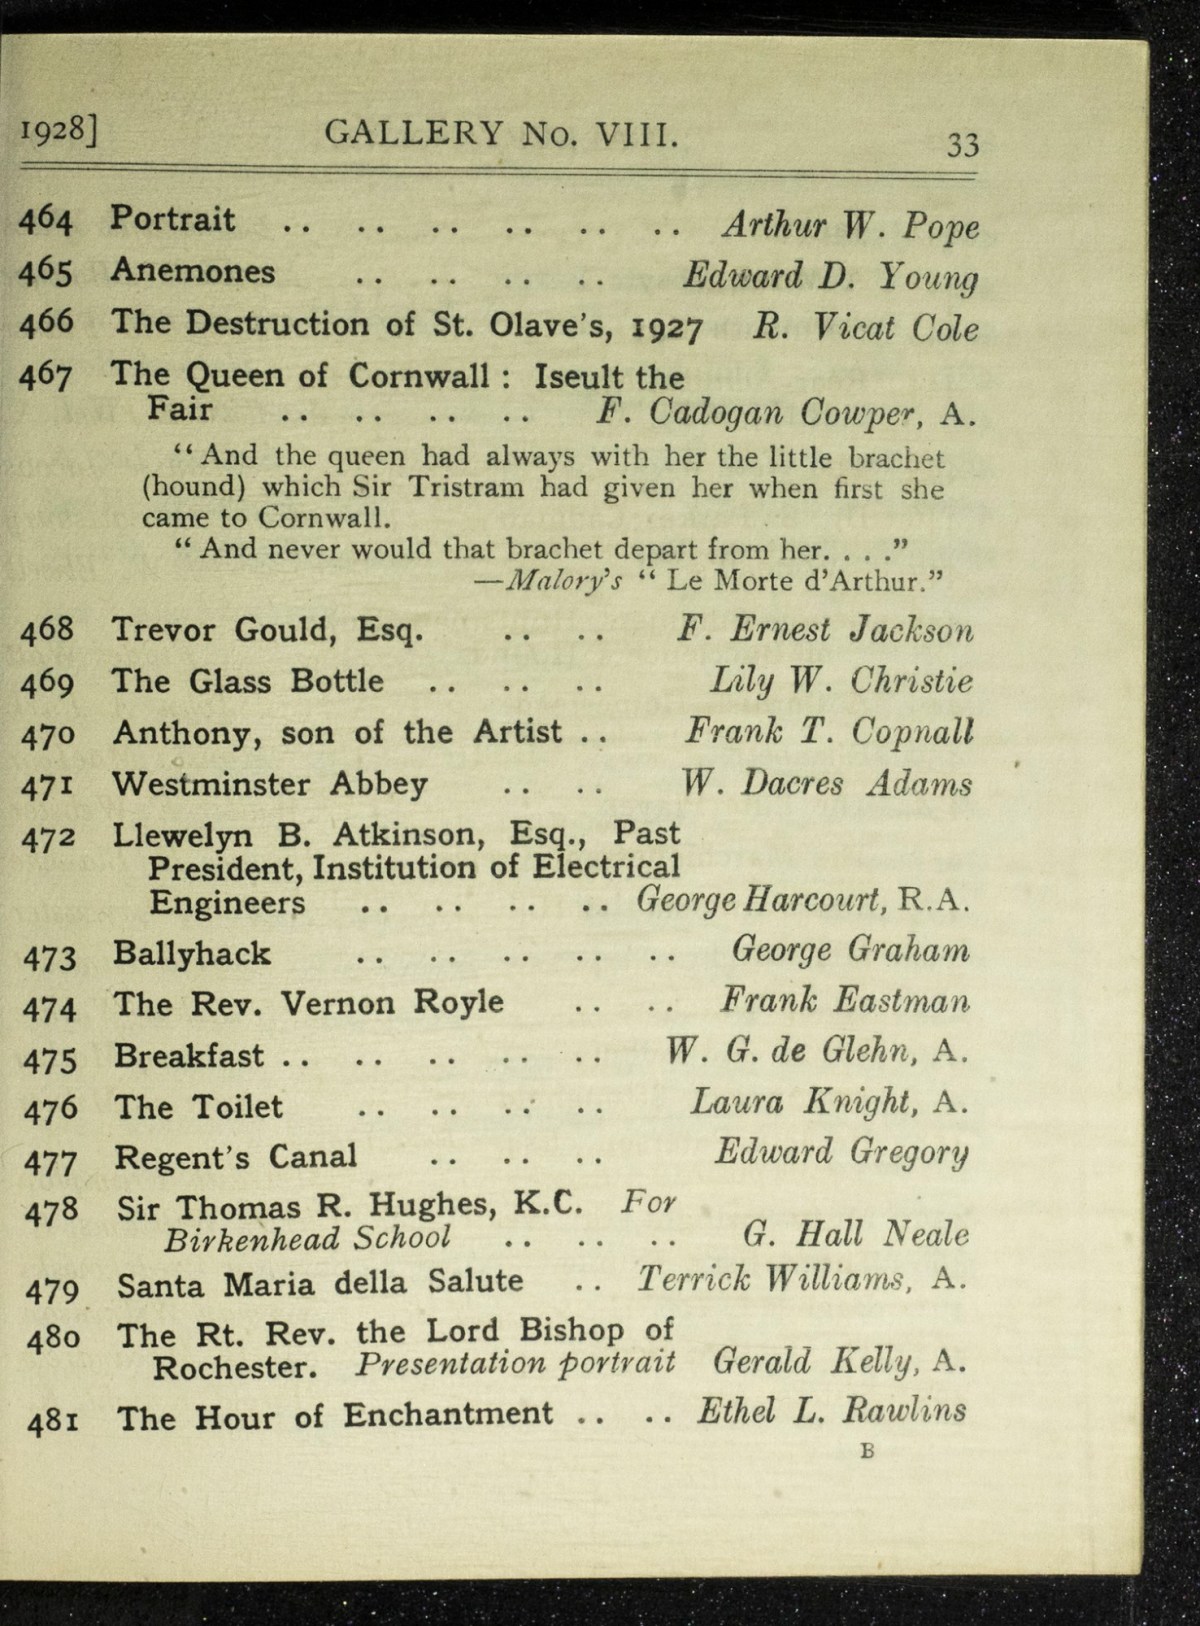 1928] GALLERY No. VIII. 33
464 Portrait .. .. .. .. .. .. Arthur W. Pope
465 Anemones .. .. .. .. Edward D. Young
466 The Destruction of St. Olave's, 1927 R. Vicat Cole
467 The Queen of Cornwall : Iseult the
Fair .. .. .. .. F. Cadogan Cowper, A.
“And the queen had always with her the little brachet
(hound) which Sir Tristram had given her when first she
came to Cornwall.
“And never would that brachet depart from her. . . .”
—Malory's “ Le Morte d'Arthur.”
468 Trevor Gould, Esq. .. .. F. Ernest Jackson
469 The Glass Bottle .. .. .. Lily W. Christie
470 Anthony, son of the Artist .. Frank T. Copnall
471 Westminster Abbey .. .. W. Dacres Adams
472 Llewelyn B. Atkinson, Esq., Past
President, Institution of Electrical
Engineers .. .. .. .. George Harcourt, R.A.
473 Ballyhack .. .. .. .. .. George Graham
474 The Rev. Vernon Royle .. .. Frank Eastman
475 Breakfast .. .. .. .. .. W. G. de Glehn, A.
476 The Toilet .. .. .. .. Laura Knight, A.
477 Regent's Canal .. .. .. Edward Gregory
478 Sir Thomas R. Hughes, K.C. For
Birkenhead School .. .. .. G. Hall Neale
479 Santa Maria della Salute .. Terrick Williams, A.
480 The Rt. Rev. the Lord Bishop of
Rochester. Presentation portrait Gerald Kelly, A.
481 The Hour of Enchantment .. .. Ethel L. Rawlins
B